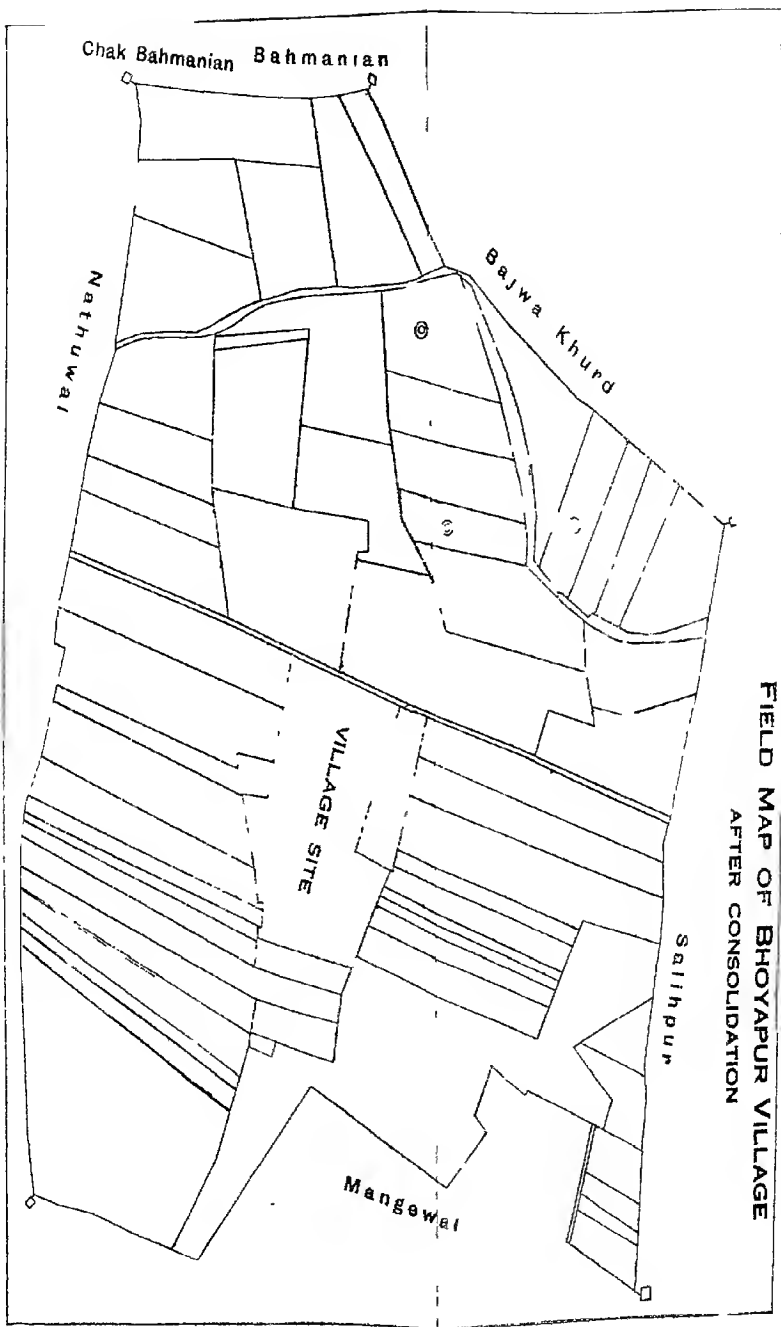 FIELD MAP OF BHOYAPUR VILLAGE
AFTER CONSOLIDATION
Chak Bahmanian
Bahmanian
Bajwa Khurd
Nathuwal
VILLAGE SITE
Salihpur
Mangewal